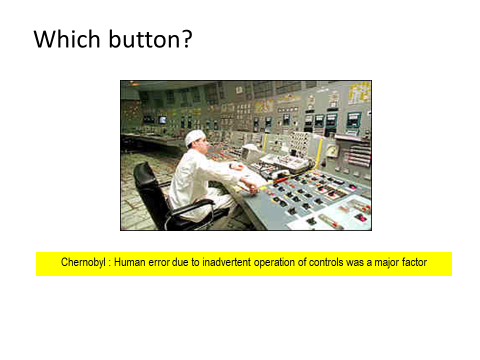 Which button?
Chernobyl : Human error due to inadvertent operation of controls was a major factor